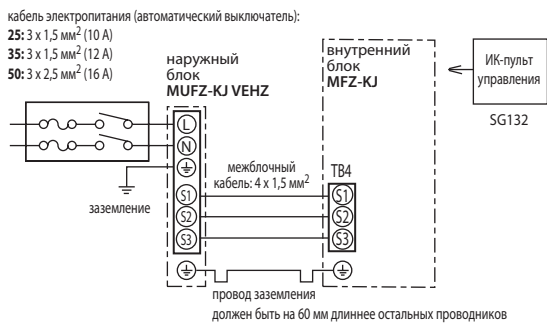 кабель электропитания (автоматический выключатель):
25: 3 x 1,5 мм² (10 А)
35: 3 x 1,5 мм² (12 А)
50: 3 x 2,5 мм² (16 А)
наружный
блок
MUFZ-KJ VEHZ
внутренний
блок
MFZ-KJ
ИК-пульт
управления
SG132
L
N
межблочный
кабель: 4 x 1,5 мм²
TB4
заземление
S1
S2
S3
S1
S2
S3
провод заземления
должен быть на 60 мм длиннее остальных проводников